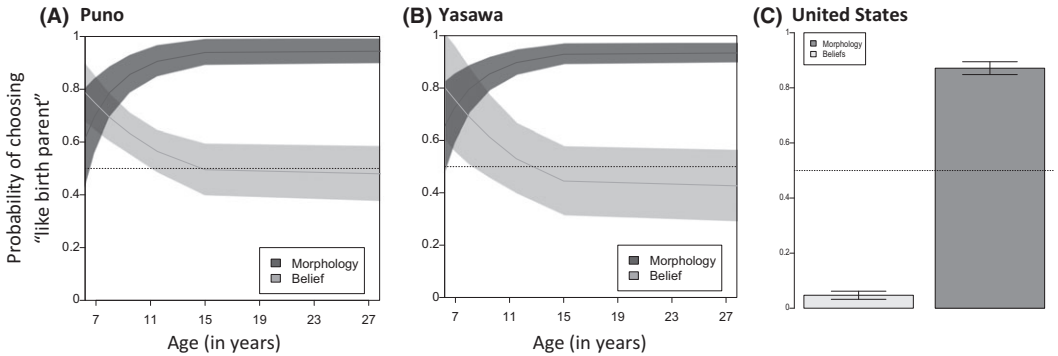 (A) Puno
Probability of choosing
"like birth parent"
1
0.8
0.6
0.4
0.2
0
Morphology
Belief
7 11 15 19 23 27
Age (in years)
(B) Yasawa
1
0.8
0.6
0.4
0.2
0
Morphology
Belief
7 11 15 19 23 27
Age (in years)
(C) United States
1
Morphology
Beliefs
0.8
0.6
0.4
0.2
0